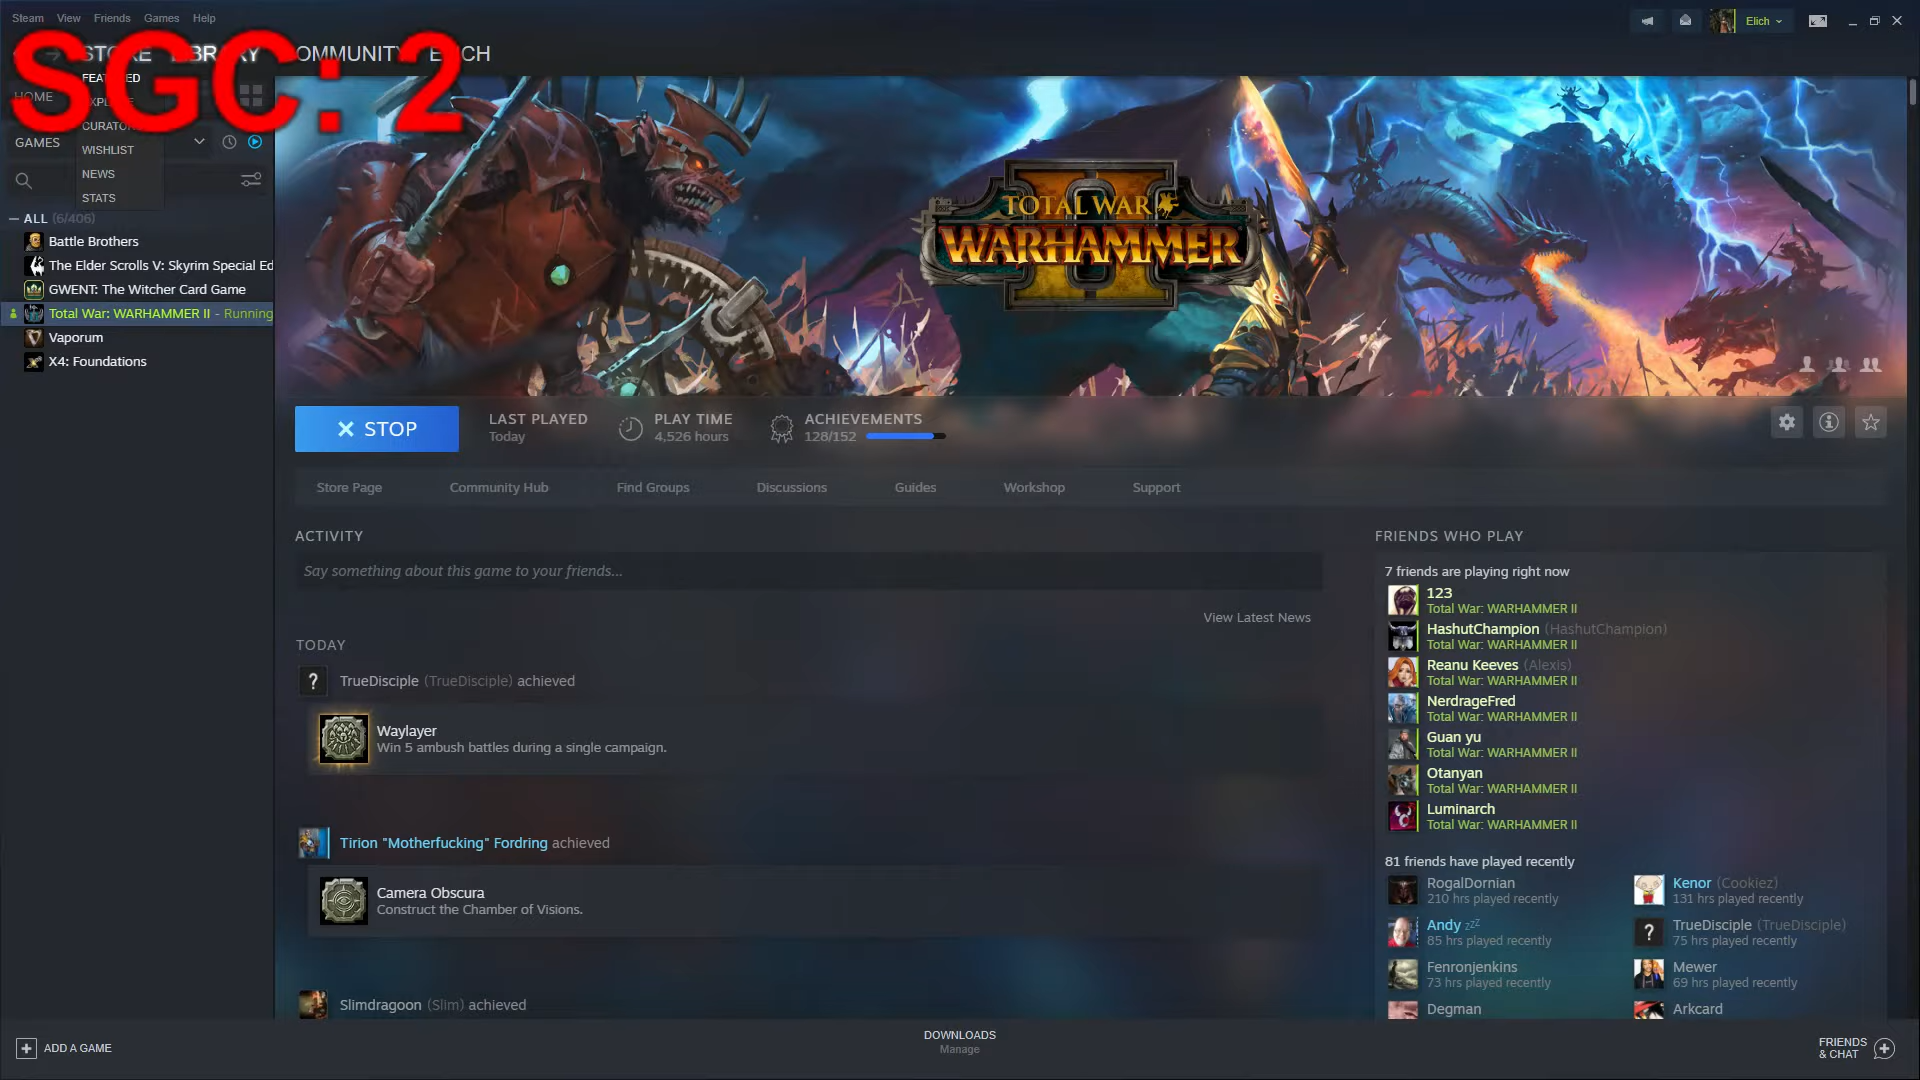 Steam View Friends Games Help
Elich
LIBRARY COMMUNITY ELICH
SGC: 2
FEATURED
HOME
CURATOR
GAMES
WISHLIST
NEWS
STATS
ALL (6/406)
Battle Brothers
The Elder Scrolls V: Skyrim Special Ed
GWENT: The Witcher Card Game
Total War: WARHAMMER II - Running
Vaporum
X4: Foundations
TOTAL WAR
WARHAMMER
II
STOP
LAST PLAYED
Today
PLAY TIME
4,526 hours
ACHIEVEMENTS
128/152
Store Page Community Hub Find Groups Discussions Guides Workshop Support
ACTIVITY
Say something about this game to your friends...
View Latest News
TODAY
? TrueDisciple (TrueDisciple) achieved
Waylayer
Win 5 ambush battles during a single campaign.
Tirion "Motherfucking" Fordring achieved
Camera Obscura
Construct the Chamber of Visions.
Slimdragoon (Slim) achieved
FRIENDS WHO PLAY
7 friends are playing right now
123
Total War: WARHAMMER II
HashutChampion (HashutChampion)
Total War: WARHAMMER II
Reanu Keeves (Alexis)
Total War: WARHAMMER II
NerdrageFred
Total War: WARHAMMER II
Guan yu
Total War: WARHAMMER II
Otanyan
Total War: WARHAMMER II
Luminarch
Total War: WARHAMMER II
81 friends have played recently
RogalDornian
210 hrs played recently
Kenor (Cookiez)
131 hrs played recently
Andy zzZ
85 hrs played recently
? TrueDisciple (TrueDisciple)
75 hrs played recently
Fenronjenkins
73 hrs played recently
Mewer
69 hrs played recently
Degman
Arkcard
ADD A GAME
DOWNLOADS
Manage
FRIENDS
& CHAT